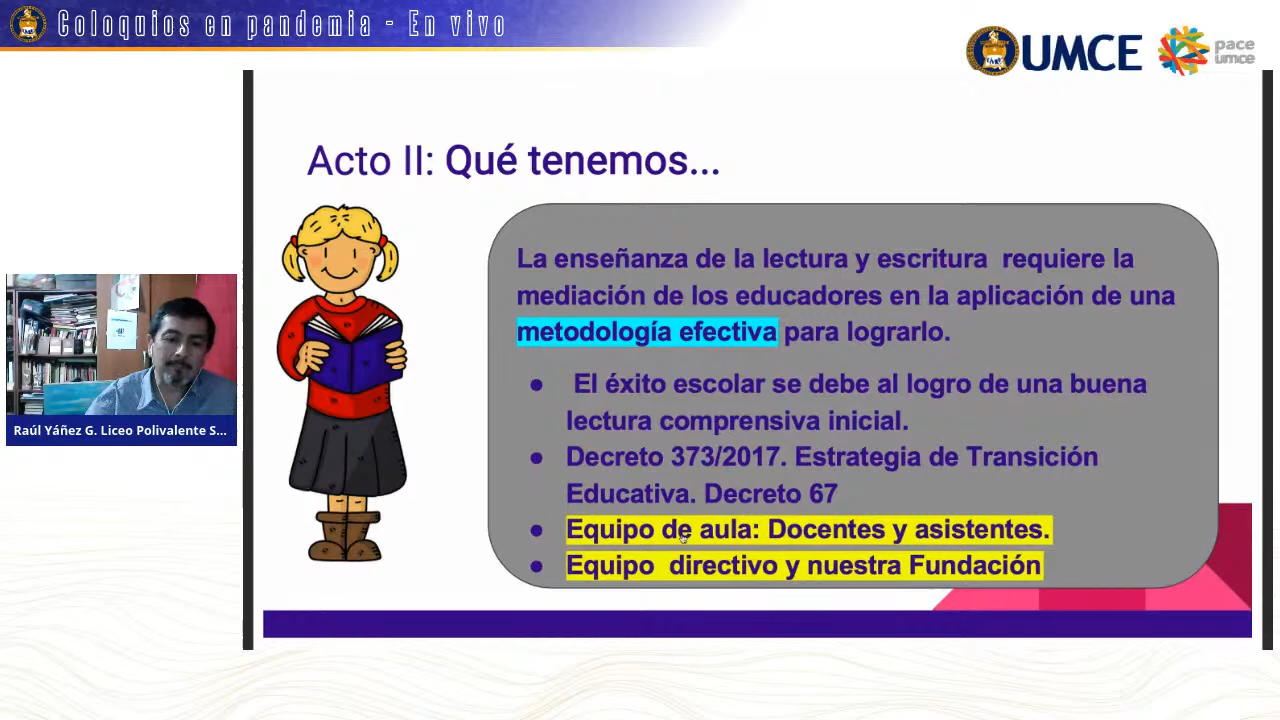 Coloquios en pandemia - En vivo
UMCE
pace
umce
Acto II: Qué tenemos...
La enseñanza de la lectura y escritura requiere la
mediación de los educadores en la aplicación de una
metodología efectiva para lograrlo.
● El éxito escolar se debe al logro de una buena
lectura comprensiva inicial.
● Decreto 373/2017. Estrategia de Transición
Educativa. Decreto 67
● Equipo de aula: Docentes y asistentes.
● Equipo directivo y nuestra Fundación
Raúl Yáñez G. Liceo Polivalente S...